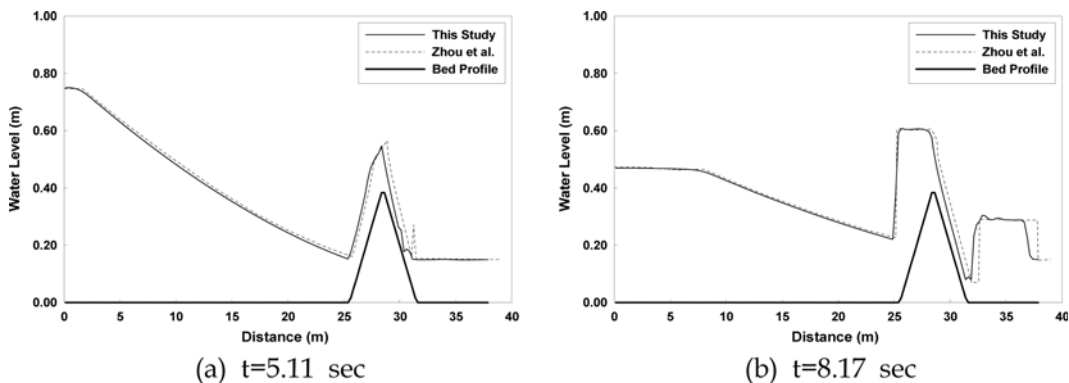 1.00
0.80
0.60
0.40
0.20
0.00
Water Level (m)
This Study
Zhou et al.
Bed Profile
0 5 10 15 20 25 30 35 40
Distance (m)
(a) t=5.11 sec
1.00
0.80
0.60
0.40
0.20
0.00
Water Level (m)
This Study
Zhou et al.
Bed Profile
0 5 10 15 20 25 30 35 40
Distance (m)
(b) t=8.17 sec